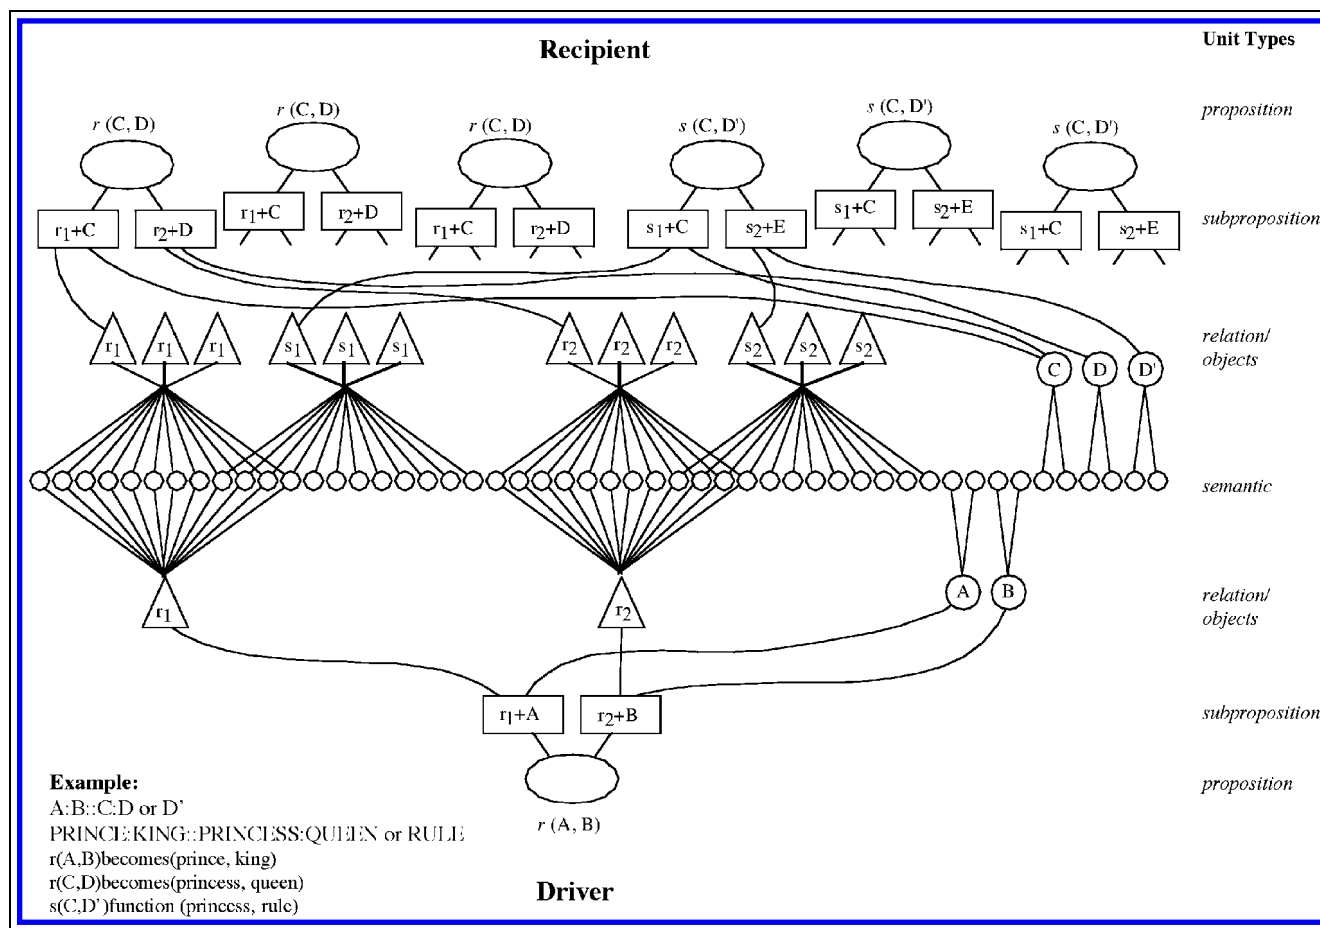 Recipient
Unit Types
r (C, D)
r (C, D)
r (C, D)
s (C, D')
s (C, D')
s (C, D')
proposition
r1+C
r2+D
r1+C
r2+D
r1+C
r2+D
s1+C
s2+E
s1+C
s2+E
s1+C
s2+E
subproposition
r1
r1
r1
s1
s1
s1
r2
r2
r2
s2
s2
s2
C
D
D'
relation/
objects
semantic
r1
r2
A
B
relation/
objects
r1+A
r2+B
subproposition
proposition
r (A, B)
Driver
Example:
A:B::C:D or D’
PRINCE:KING::PRINCESS:QUEEN or RULE
r(A,B)becomes(prince, king)
r(C,D)becomes(princess, queen)
s(C,D’)function (princess, rule)